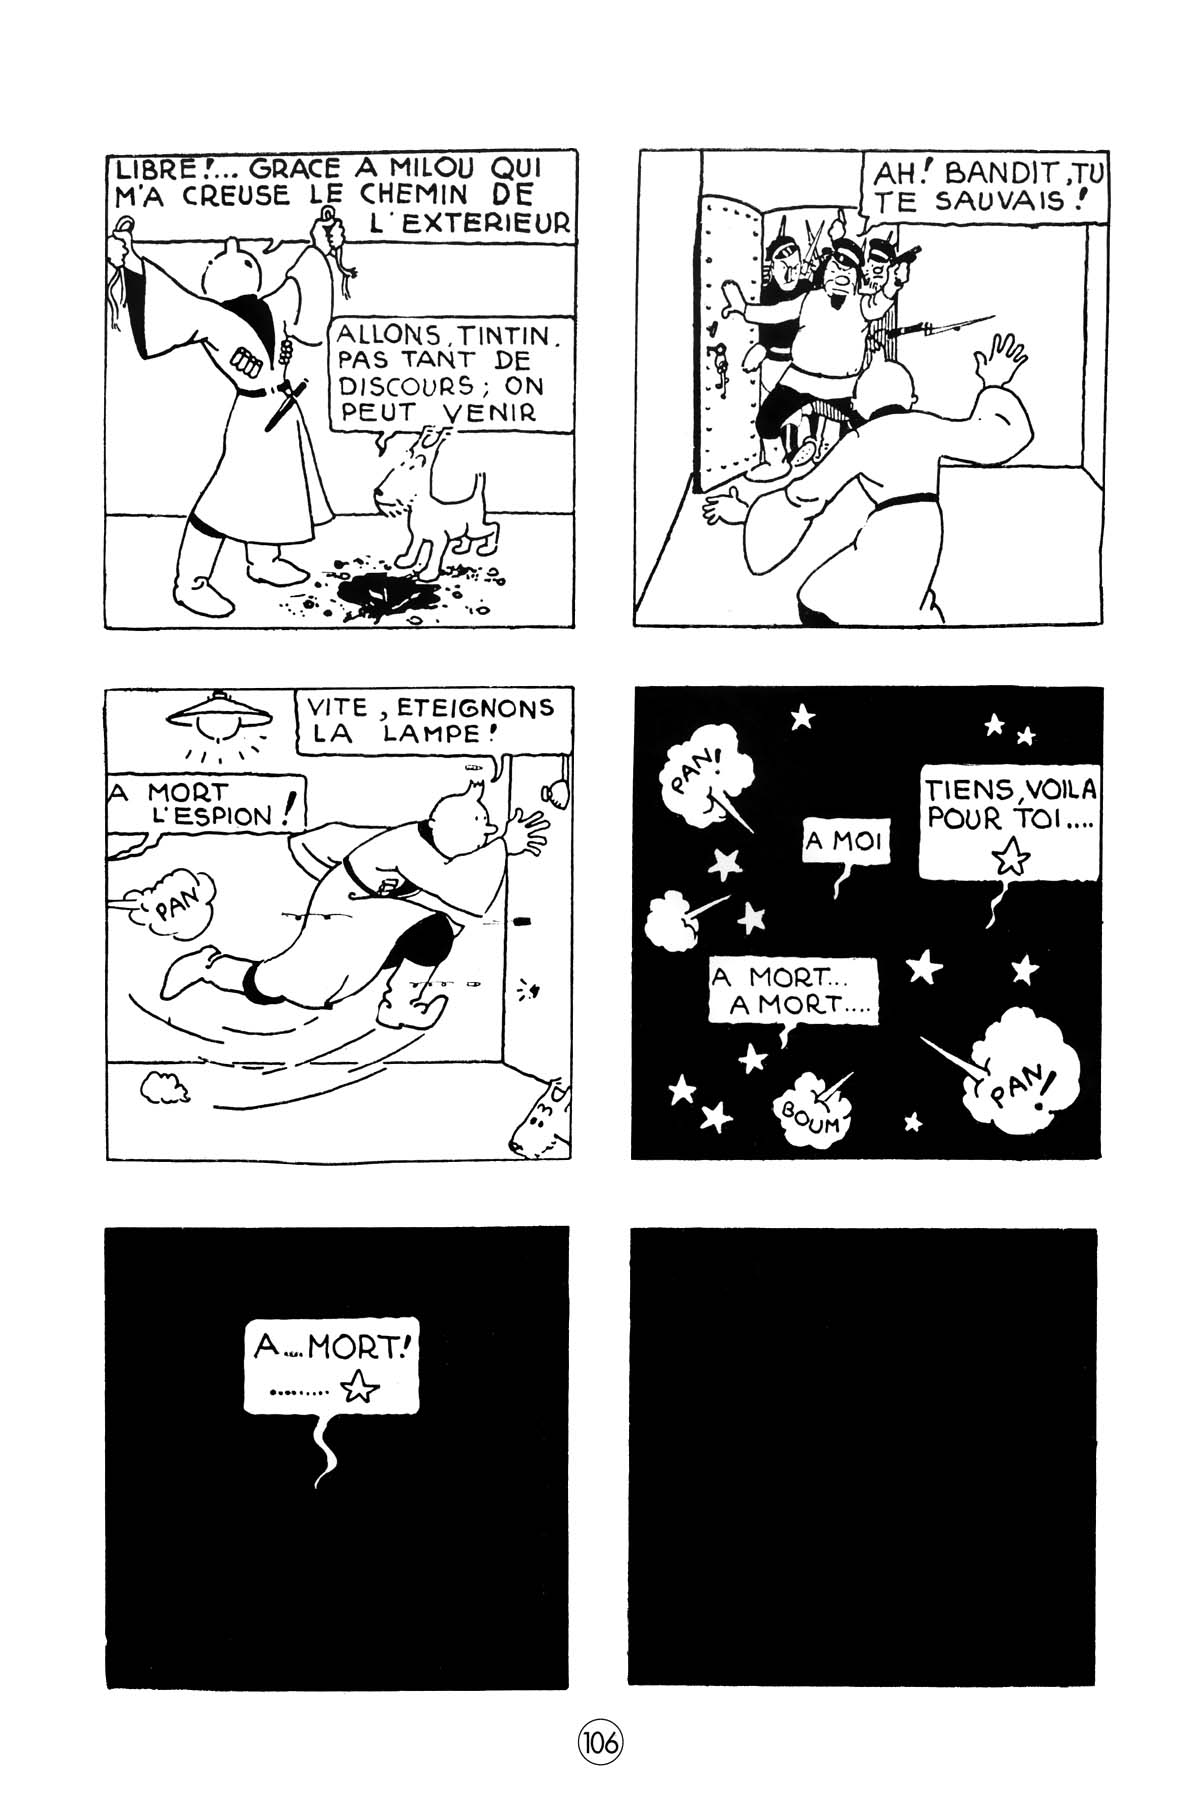 LIBRE!... GRACE A MILOU QUI
M'A CREUSE LE CHEMIN DE
L'EXTERIEUR
ALLONS, TINTIN.
PAS TANT DE
DISCOURS; ON
PEUT VENIR
AH! BANDIT, TU
TE SAUVAIS!
VITE, ETEIGNONS
LA LAMPE!
A MORT
L'ESPION!
PAN
PAN!
TIENS, VOILA
POUR TOI....
A MOI
A MORT...
A MORT....
PAN!
BOUM
A....MORT!
.........
106